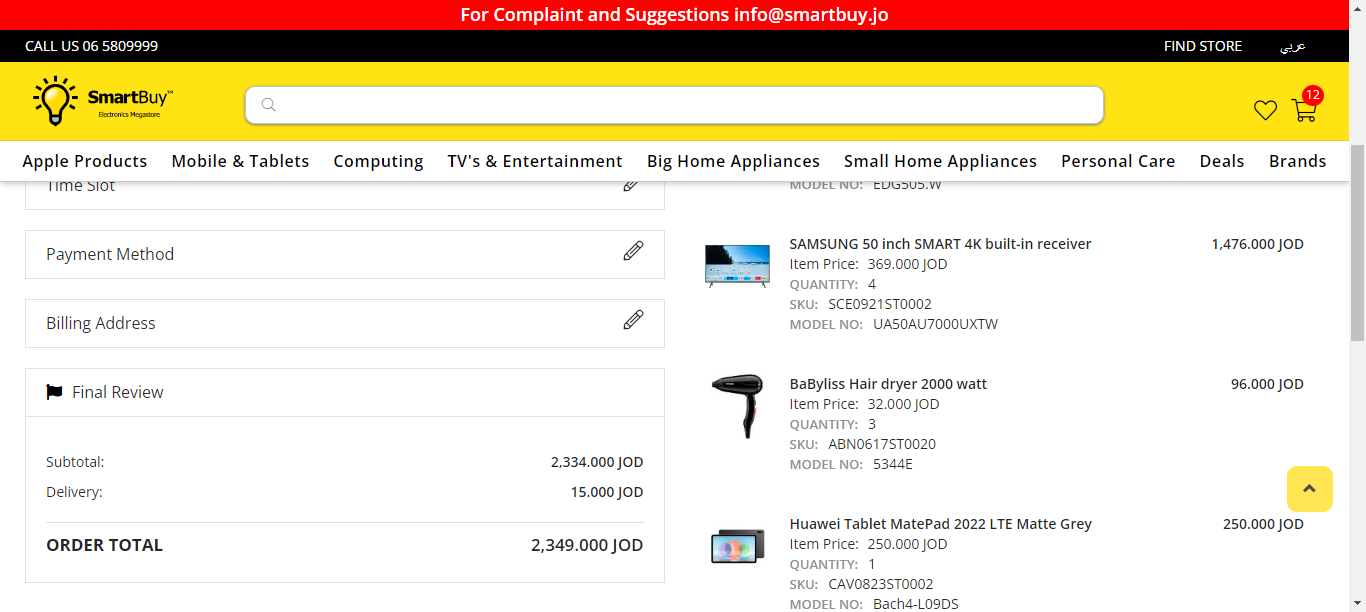 For Complaint and Suggestions info@smartbuy.jo
CALL US 06 5809999
FIND STORE
عربي
SmartBuy™
Electronics Megastore
12
Apple Products
Mobile & Tablets
Computing
TV's & Entertainment
Big Home Appliances
Small Home Appliances
Personal Care
Deals
Brands
Time Slot
Payment Method
Billing Address
Final Review
Subtotal: 2,334.000 JOD
Delivery: 15.000 JOD
ORDER TOTAL 2,349.000 JOD
MODEL NO: EDG505.W
SAMSUNG 50 inch SMART 4K built-in receiver 1,476.000 JOD
Item Price: 369.000 JOD
QUANTITY: 4
SKU: SCE0921ST0002
MODEL NO: UA50AU7000UXTW
BaByliss Hair dryer 2000 watt 96.000 JOD
Item Price: 32.000 JOD
QUANTITY: 3
SKU: ABN0617ST0020
MODEL NO: 5344E
Huawei Tablet MatePad 2022 LTE Matte Grey 250.000 JOD
Item Price: 250.000 JOD
QUANTITY: 1
SKU: CAV0823ST0002
MODEL NO: Bach4-L09DS